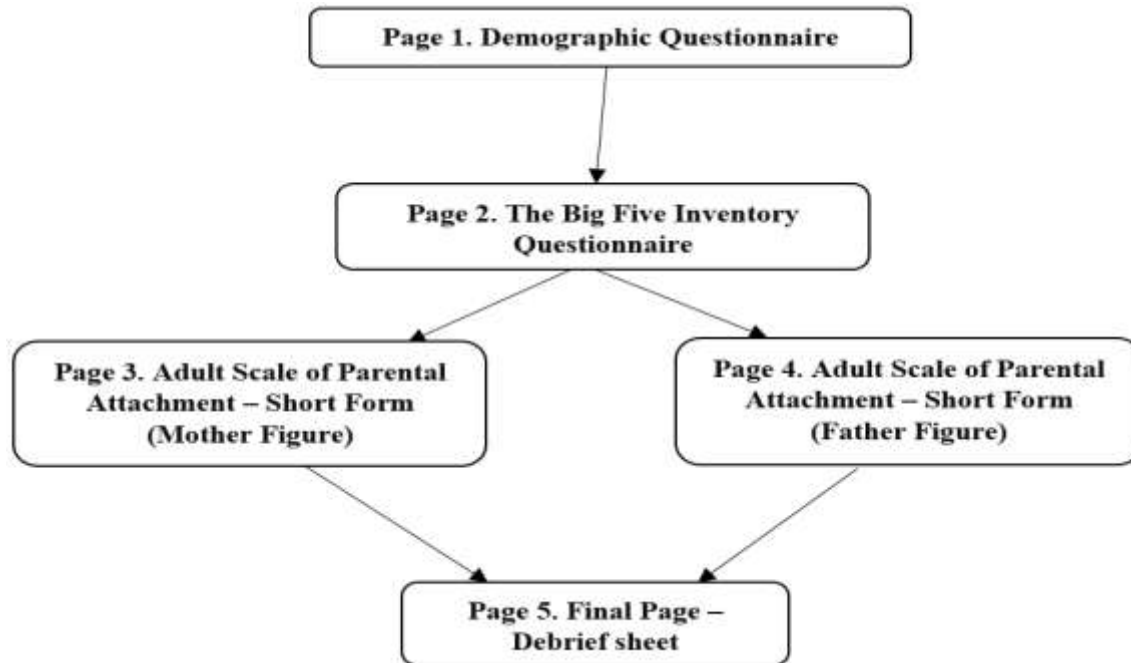 Page 1. Demographic Questionnaire
Page 2. The Big Five Inventory
Questionnaire
Page 3. Adult Scale of Parental
Attachment – Short Form
(Mother Figure)
Page 4. Adult Scale of Parental
Attachment – Short Form
(Father Figure)
Page 5. Final Page –
Debrief sheet